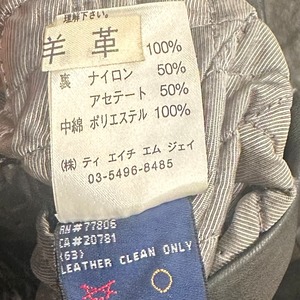 理解下さい。
羊革 100%
裏 ナイロン 50%
アセテート 50%
中綿 ポリエステル 100%
(株) ティ エイチ エム ジェイ
03-5496-8485
RN#77806
CA#20781
(63)
LEATHER CLEAN ONLY